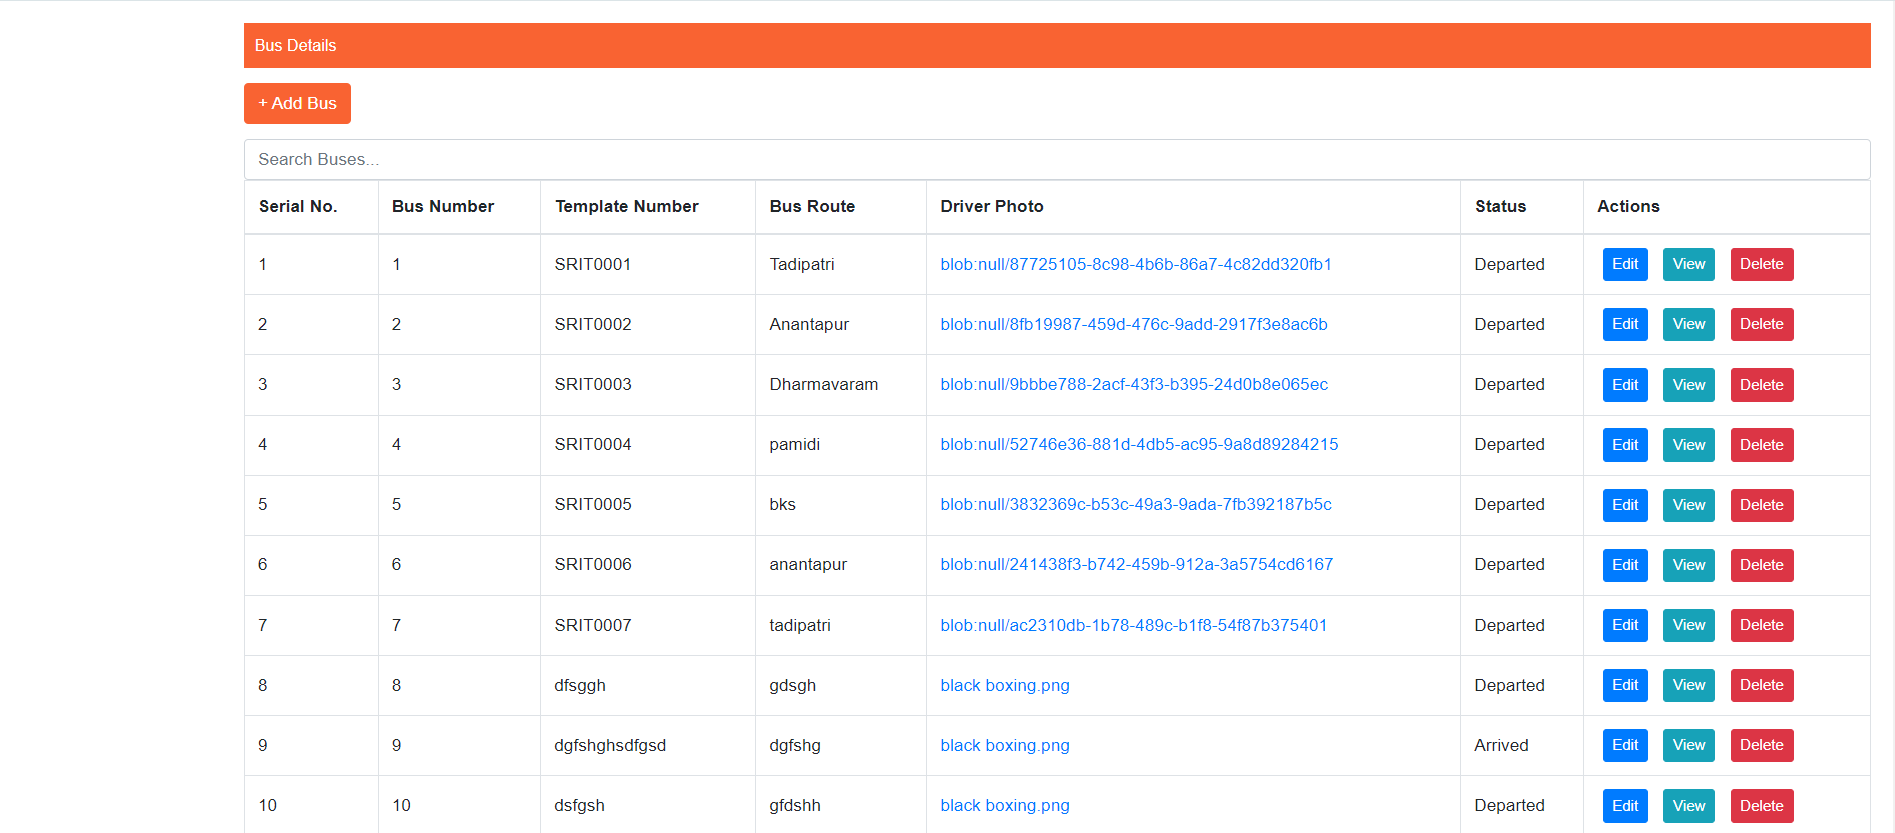 Bus Details
+ Add Bus
Search Buses...
Serial No. Bus Number Template Number Bus Route Driver Photo Status Actions
1 1 SRIT0001 Tadipatri blob:null/87725105-8c98-4b6b-86a7-4c82dd320fb1 Departed Edit View Delete
2 2 SRIT0002 Anantapur blob:null/8fb19987-459d-476c-9add-2917f3e8ac6b Departed Edit View Delete
3 3 SRIT0003 Dharmavaram blob:null/9bbbe788-2acf-43f3-b395-24d0b8e065ec Departed Edit View Delete
4 4 SRIT0004 pamidi blob:null/52746e36-881d-4db5-ac95-9a8d89284215 Departed Edit View Delete
5 5 SRIT0005 bks blob:null/3832369c-b53c-49a3-9ada-7fb392187b5c Departed Edit View Delete
6 6 SRIT0006 anantapur blob:null/241438f3-b742-459b-912a-3a5754cd6167 Departed Edit View Delete
7 7 SRIT0007 tadipatri blob:null/ac2310db-1b78-489c-b1f8-54f87b375401 Departed Edit View Delete
8 8 dfsggh gdsgh black boxing.png Departed Edit View Delete
9 9 dgfshghsdfgsd dgfshg black boxing.png Arrived Edit View Delete
10 10 dsfgsh gfdshh black boxing.png Departed Edit View Delete